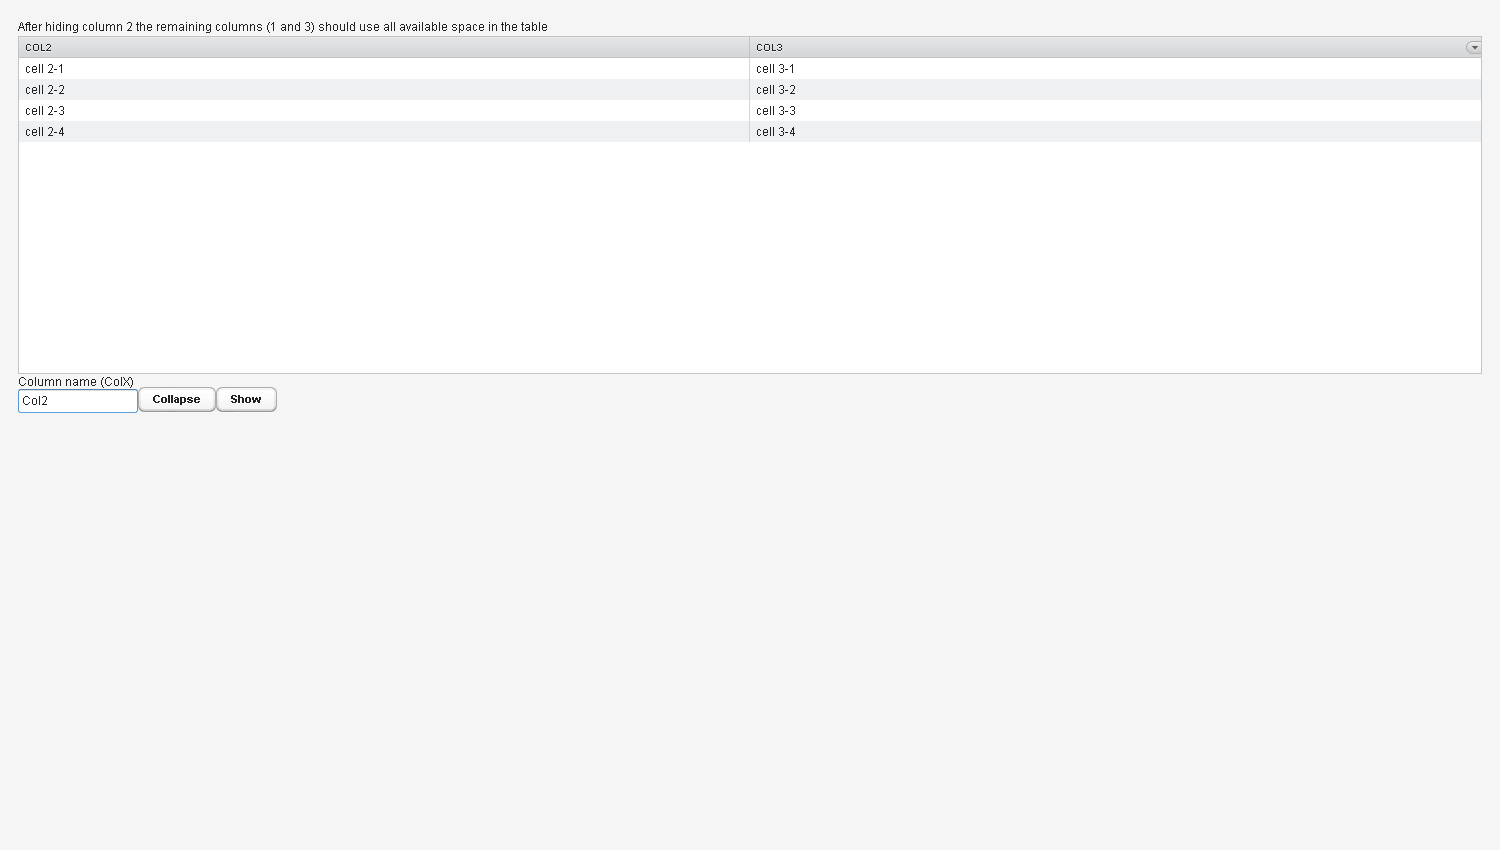 After hiding column 2 the remaining columns (1 and 3) should use all available space in the table
COL2 COL3
cell 2-1 cell 3-1
cell 2-2 cell 3-2
cell 2-3 cell 3-3
cell 2-4 cell 3-4
Column name (ColX)
Col2 Collapse Show